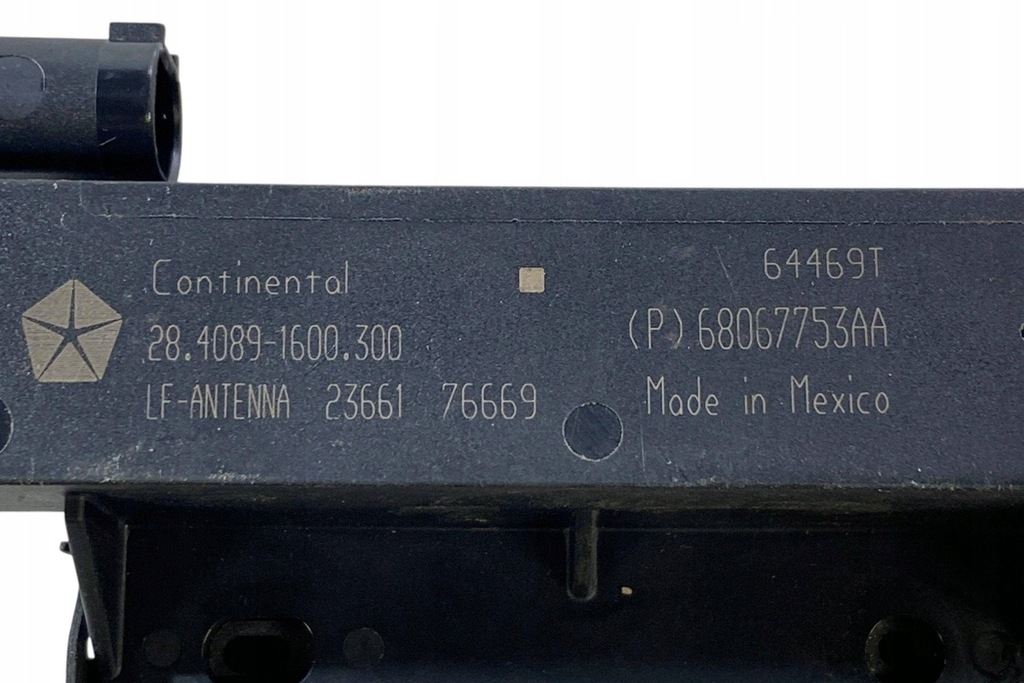 Continental
28.4089-1600.300
LF-ANTENNA 23661 76669
64469T
(P) 68067753AA
Made in Mexico